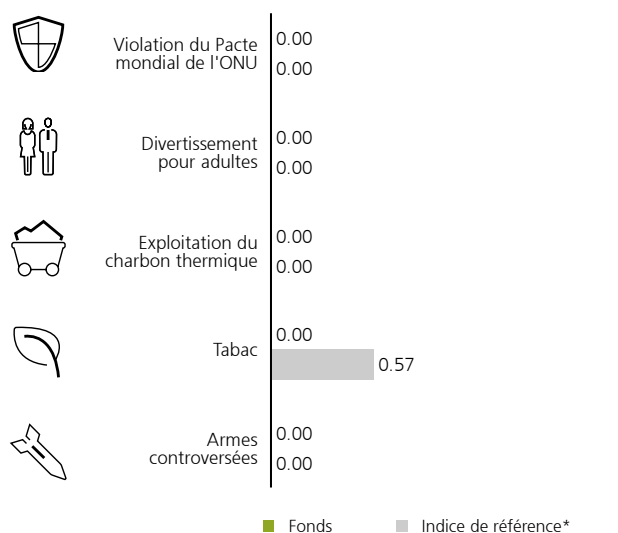 Violation du Pacte
mondial de l'ONU
0.00
0.00
Divertissement
pour adultes
0.00
0.00
Exploitation du
charbon thermique
0.00
0.00
Tabac
0.00
0.57
Armes
controversées
0.00
0.00
Fonds
Indice de référence*